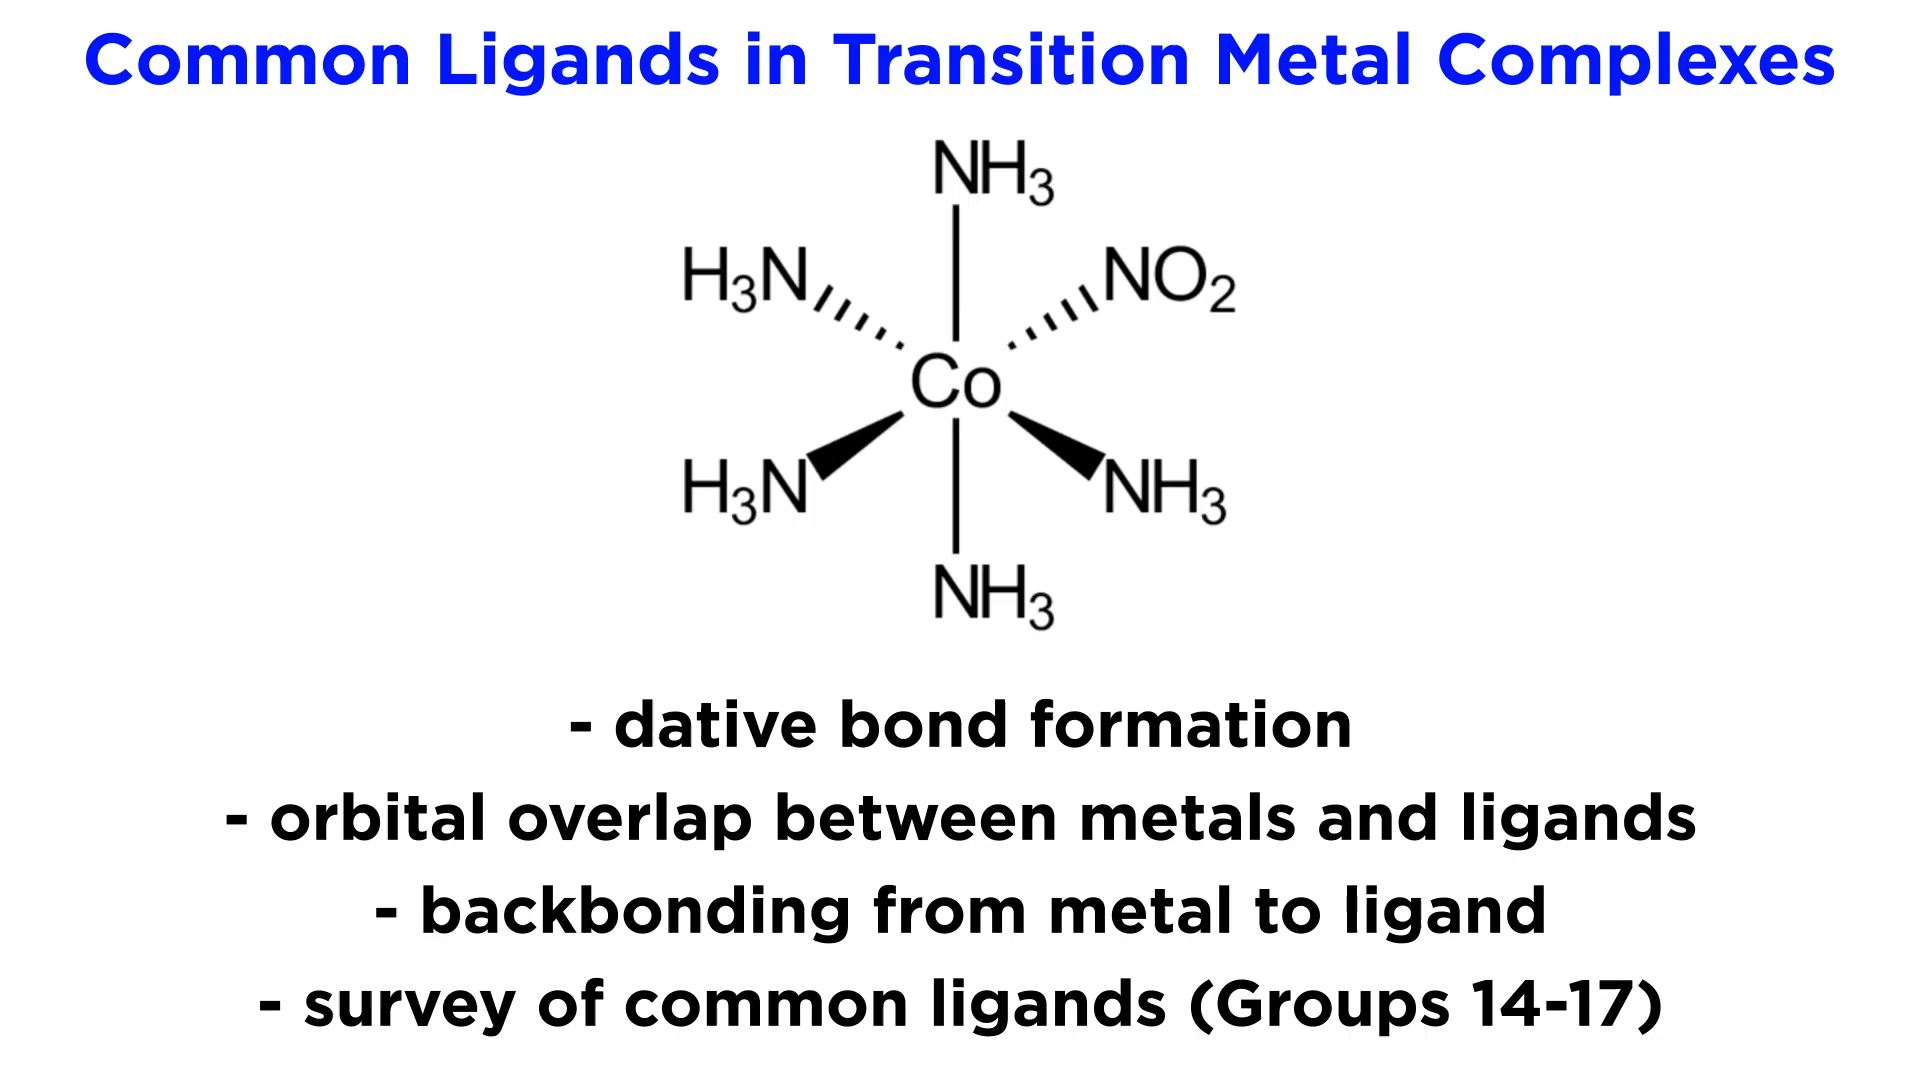 Common Ligands in Transition Metal Complexes
NH₃
H₃N
NO₂
Co
H₃N
NH₃
NH₃
- dative bond formation
- orbital overlap between metals and ligands
- backbonding from metal to ligand
- survey of common ligands (Groups 14-17)